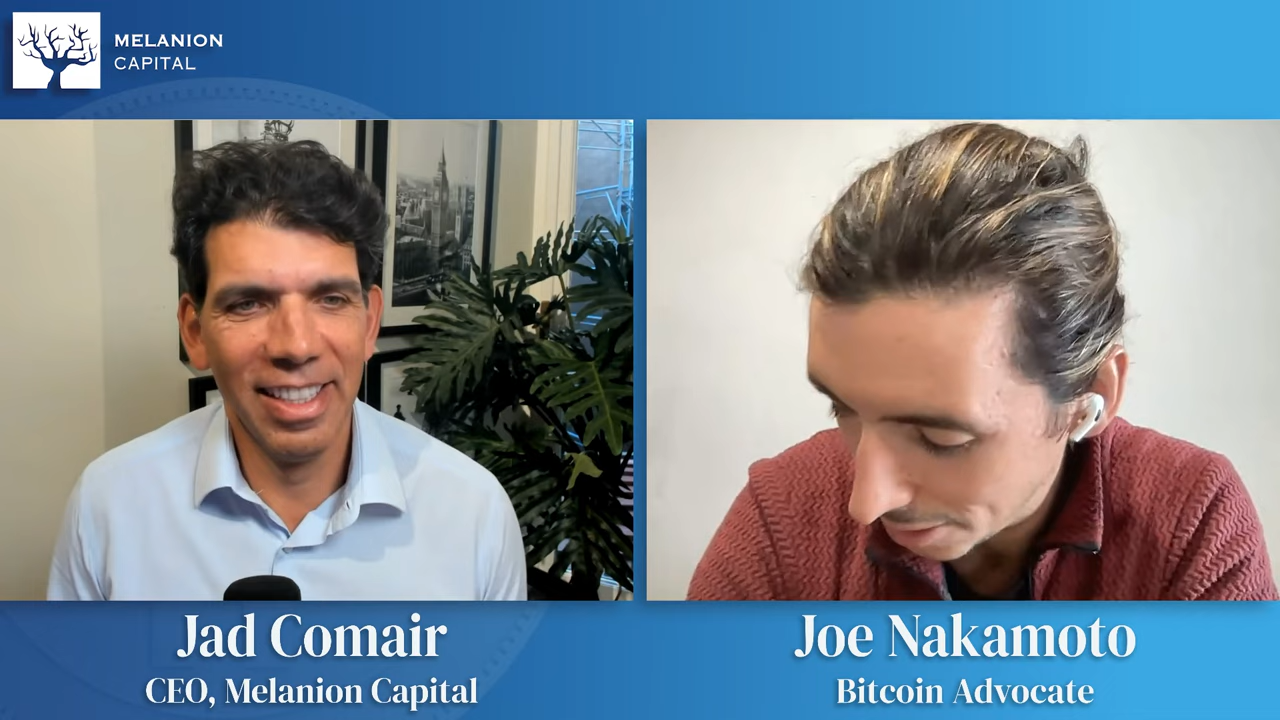 MELANION
CAPITAL
Jad Comair
CEO, Melanion Capital
Joe Nakamoto
Bitcoin Advocate